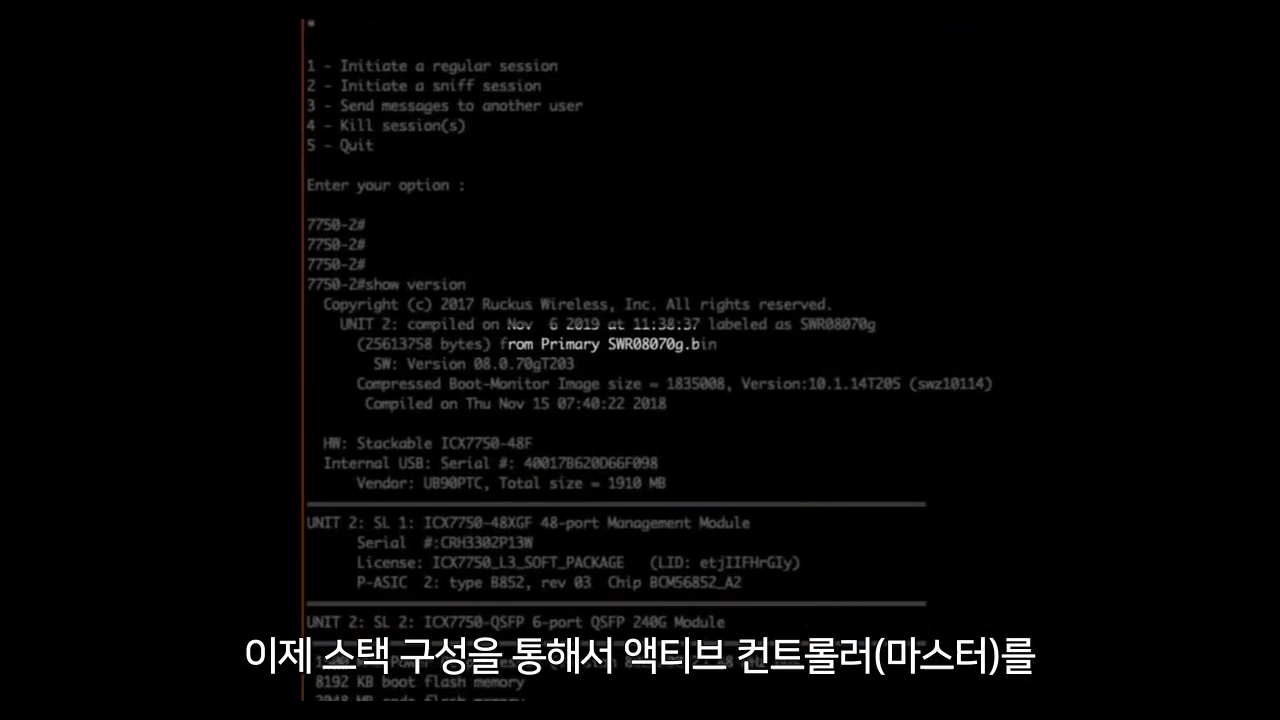 *
1 - Initiate a regular session
2 - Initiate a sniff session
3 - Send messages to another user
4 - Kill session(s)
5 - Quit
Enter your option :
7750-2#
7750-2#
7750-2#
7750-2#show version
Copyright (c) 2017 Ruckus Wireless, Inc. All rights reserved.
UNIT 2: compiled on Nov  6 2019 at 11:38:37 labeled as SWR08070g
(25613758 bytes) from Primary SWR08070g.bin
SW: Version 08.0.70gT203
Compressed Boot-Monitor Image size = 1835008, Version:10.1.14T205 (swz10114)
Compiled on Thu Nov 15 07:40:22 2018
HW: Stackable ICX7750-48F
Internal USB: Serial #: 40017B620D66F098
Vendor: UB90PTC, Total size = 1910 MB
UNIT 2: SL 1: ICX7750-48XGF 48-port Management Module
Serial  #:CRH3302P13W
License: ICX7750_L3_SOFT_PACKAGE   (LID: etjIIFHrGIy)
P-ASIC  2: type B852, rev 03  Chip BCM56852_A2
UNIT 2: SL 2: ICX7750-QSFP 6-port QSFP 240G Module
이제 스택 구성을 통해서 액티브 컨트롤러(마스터)를
8192 KB boot flash memory